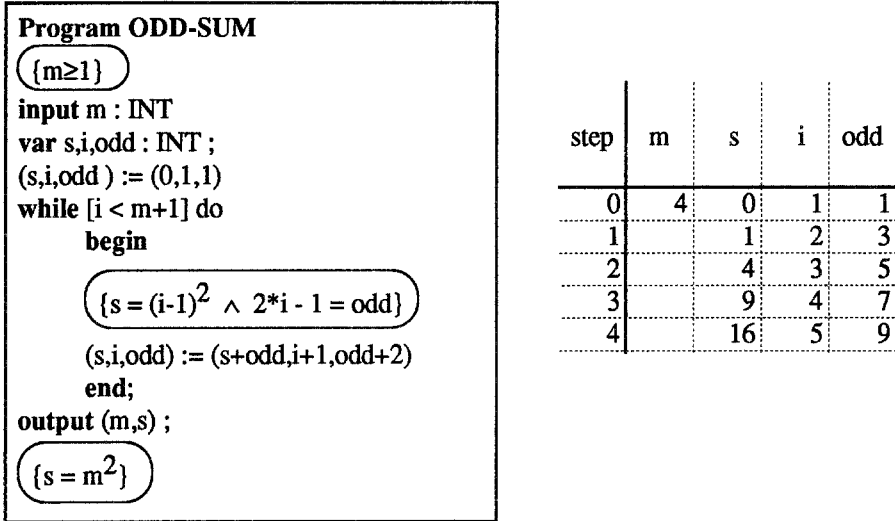 Program ODD-SUM
{m≥1}
input m : INT
var s,i,odd : INT ;
(s,i,odd ) := (0,1,1)
while [i < m+1] do
begin
{s = (i-1)² ∧ 2*i - 1 = odd}
(s,i,odd) := (s+odd,i+1,odd+2)
end;
output (m,s) ;
{s = m²}
step m s i odd
0 4 0 1 1
1 1 2 3
2 4 3 5
3 9 4 7
4 16 5 9